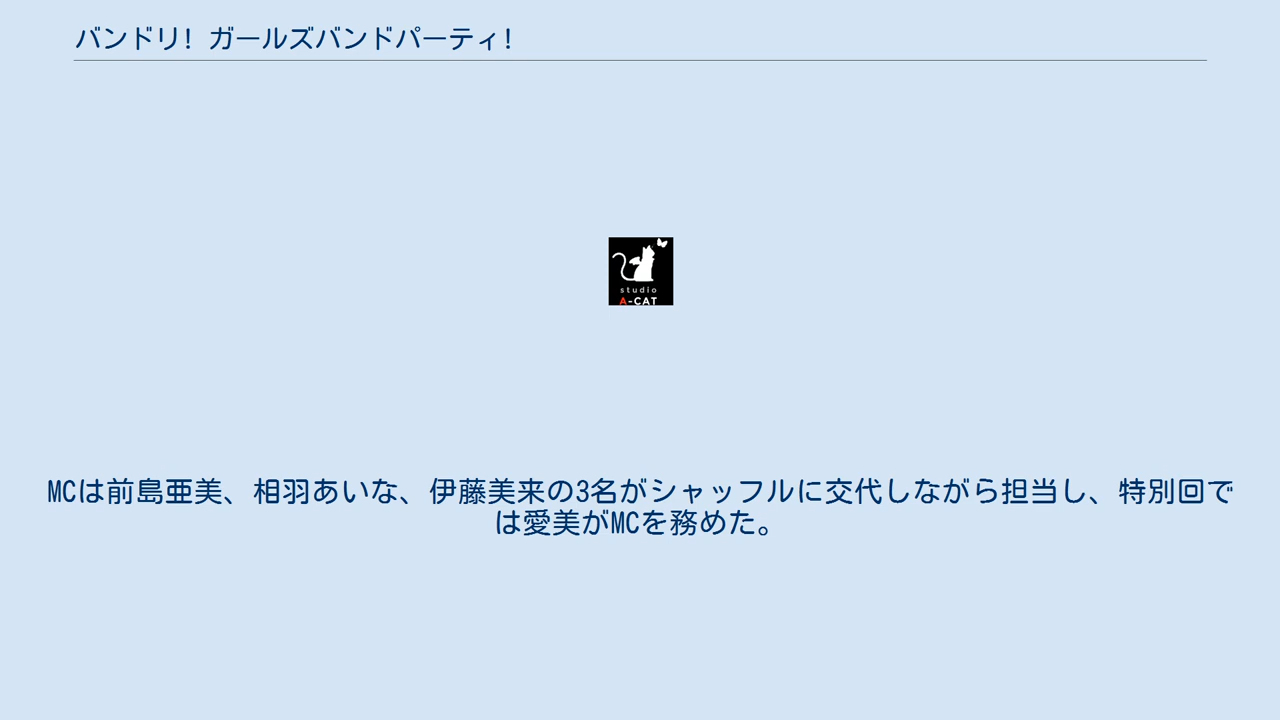 バンドリ! ガールズバンドパーティ!
studio
A-CAT
MCは前島亜美、相羽あいな、伊藤美来の3名がシャッフルに交代しながら担当し、特別回で
は愛美がMCを務めた。